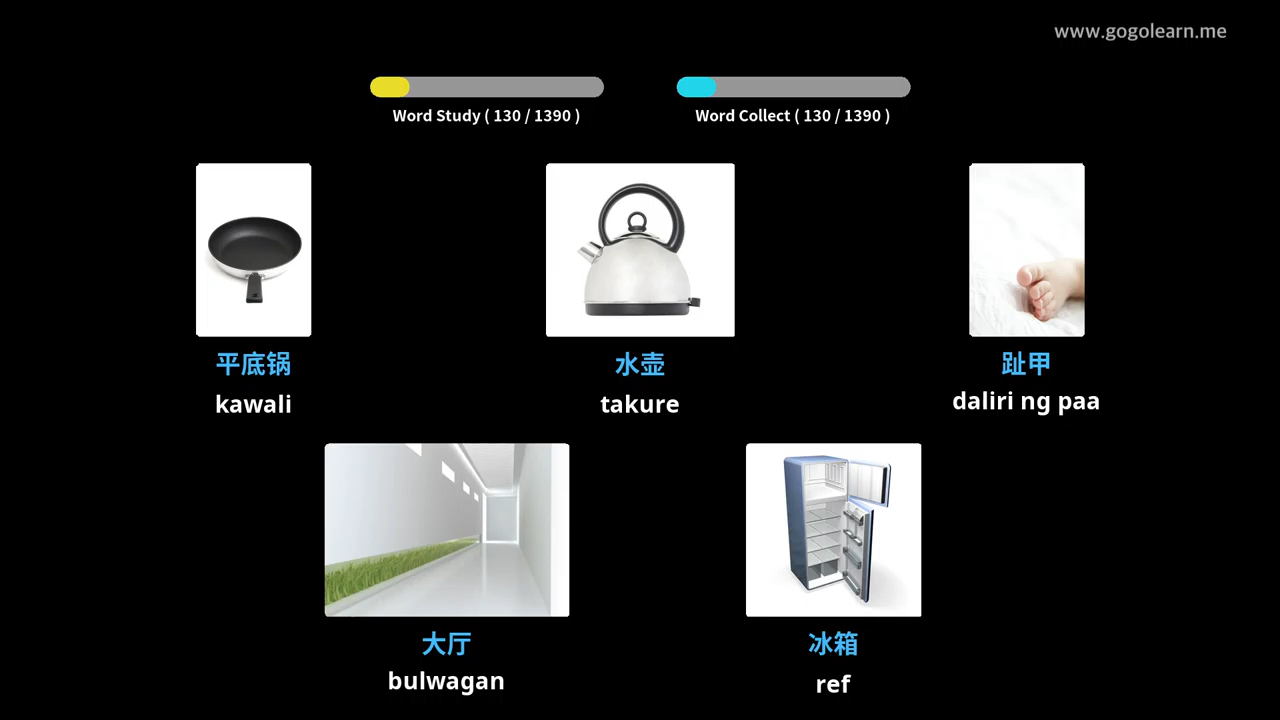 www.gogolearn.me
Word Study ( 130 / 1390 )
Word Collect ( 130 / 1390 )
平底锅
kawali
水壶
takure
趾甲
daliri ng paa
大厅
bulwagan
冰箱
ref